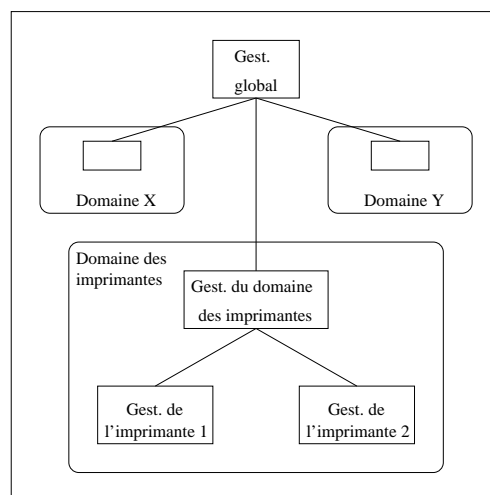 Gest.
global
Domaine X
Domaine Y
Domaine des
imprimantes
Gest. du domaine
des imprimantes
Gest. de
l'imprimante 1
Gest. de
l'imprimante 2